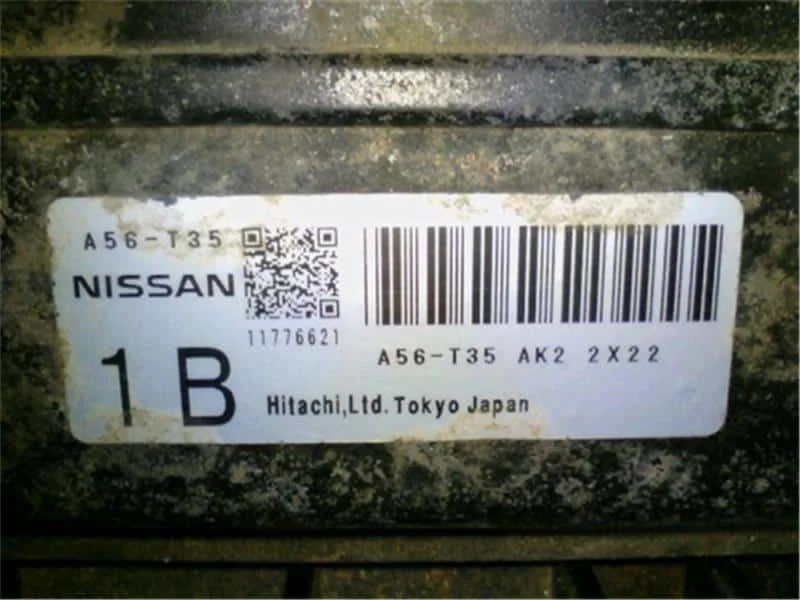 A56-T35
NISSAN
11776621
1B
A56-T35 AK2 2X22
Hitachi,Ltd. Tokyo Japan